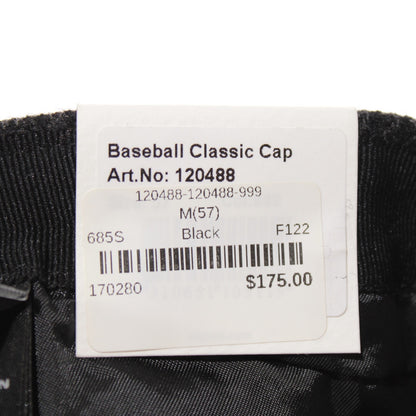 Baseball Classic Cap
Art.No: 120488
120488-120488-999
M(57)
685S Black F122
170280 $175.00